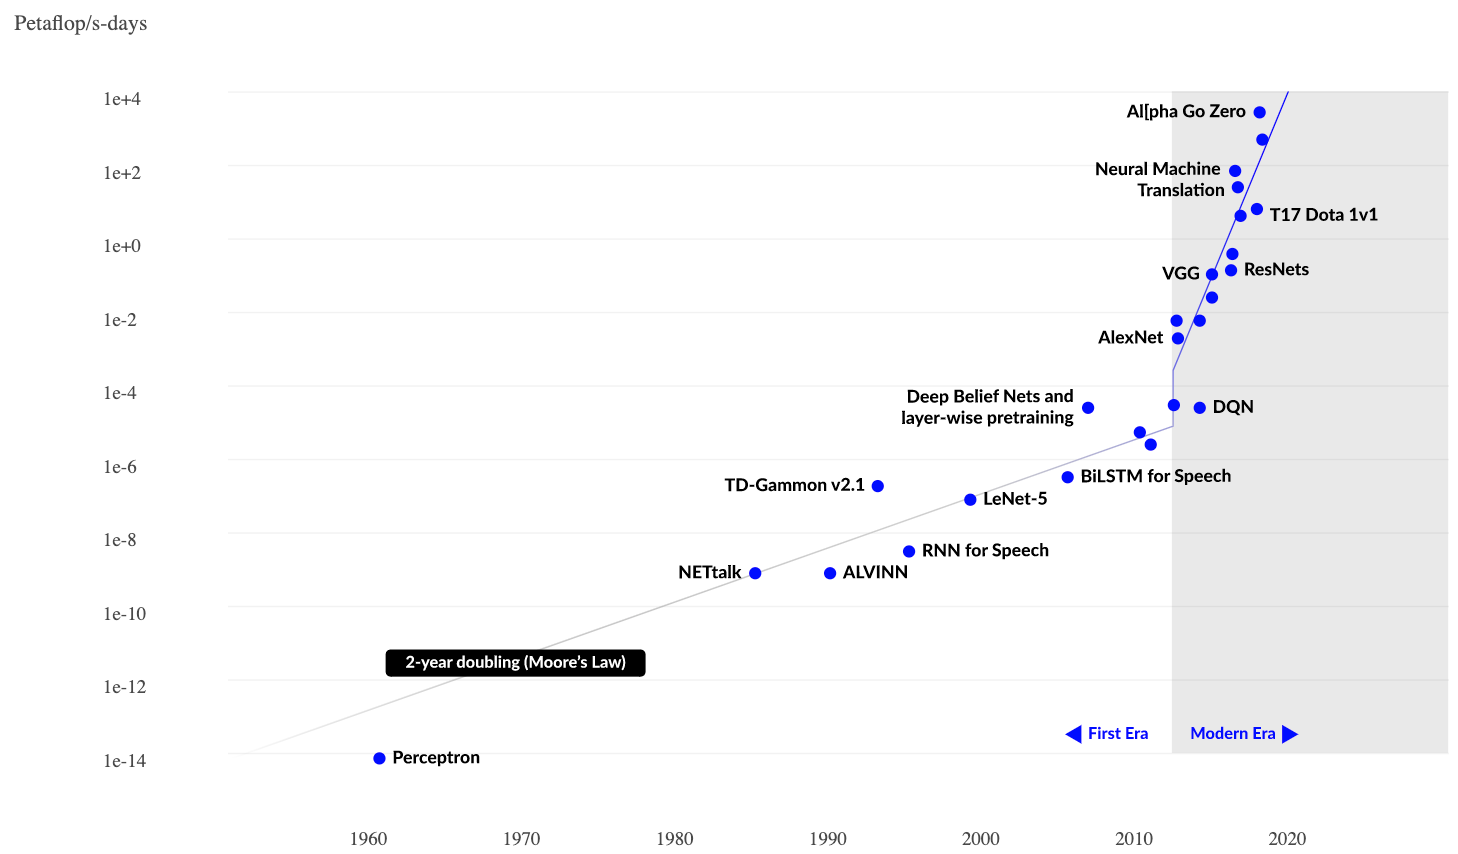 Petaflop/s-days
1e+4
Al[pha Go Zero
1e+2
Neural Machine
Translation
T17 Dota 1v1
1e+0
VGG
ResNets
1e-2
AlexNet
1e-4
Deep Belief Nets and
layer-wise pretraining
DQN
1e-6
BiLSTM for Speech
TD-Gammon v2.1
LeNet-5
1e-8
RNN for Speech
NETtalk
ALVINN
1e-10
2-year doubling (Moore's Law)
1e-12
First Era
Modern Era
1e-14
Perceptron
1960 1970 1980 1990 2000 2010 2020